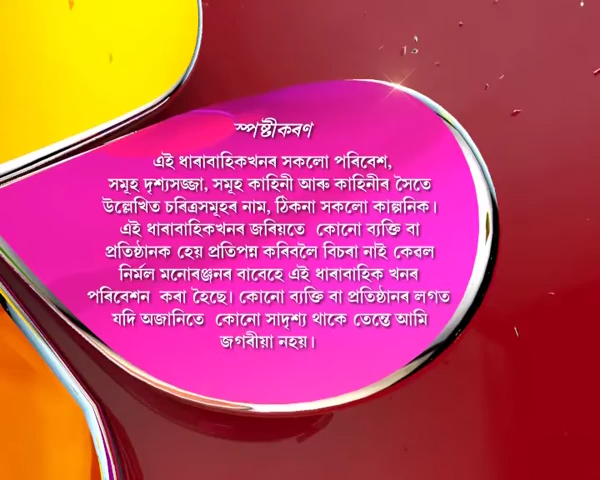 স্পষ্টীকৰণ
এই ধাৰাবাহিকখনৰ সকলো পৰিবেশ,
সমূহ দৃশ্যসজ্জা, সমূহ কাহিনী আৰু কাহিনীৰ সৈতে
উল্লেখিত চৰিত্ৰসমূহৰ নাম, ঠিকনা সকলো কাল্পনিক।
এই ধাৰাবাহিকখনৰ জৰিয়তে কোনো ব্যক্তি বা
প্ৰতিষ্ঠানক হেয় প্ৰতিপন্ন কৰিবলৈ বিচৰা নাই কেৱল
নিৰ্মল মনোৰঞ্জনৰ বাবেহে এই ধাৰাবাহিক খনৰ
পৰিবেশন কৰা হৈছে। কোনো ব্যক্তি বা প্ৰতিষ্ঠানৰ লগত
যদি অজানিতে কোনো সাদৃশ্য থাকে তেন্তে আমি
জগৰীয়া নহয়।